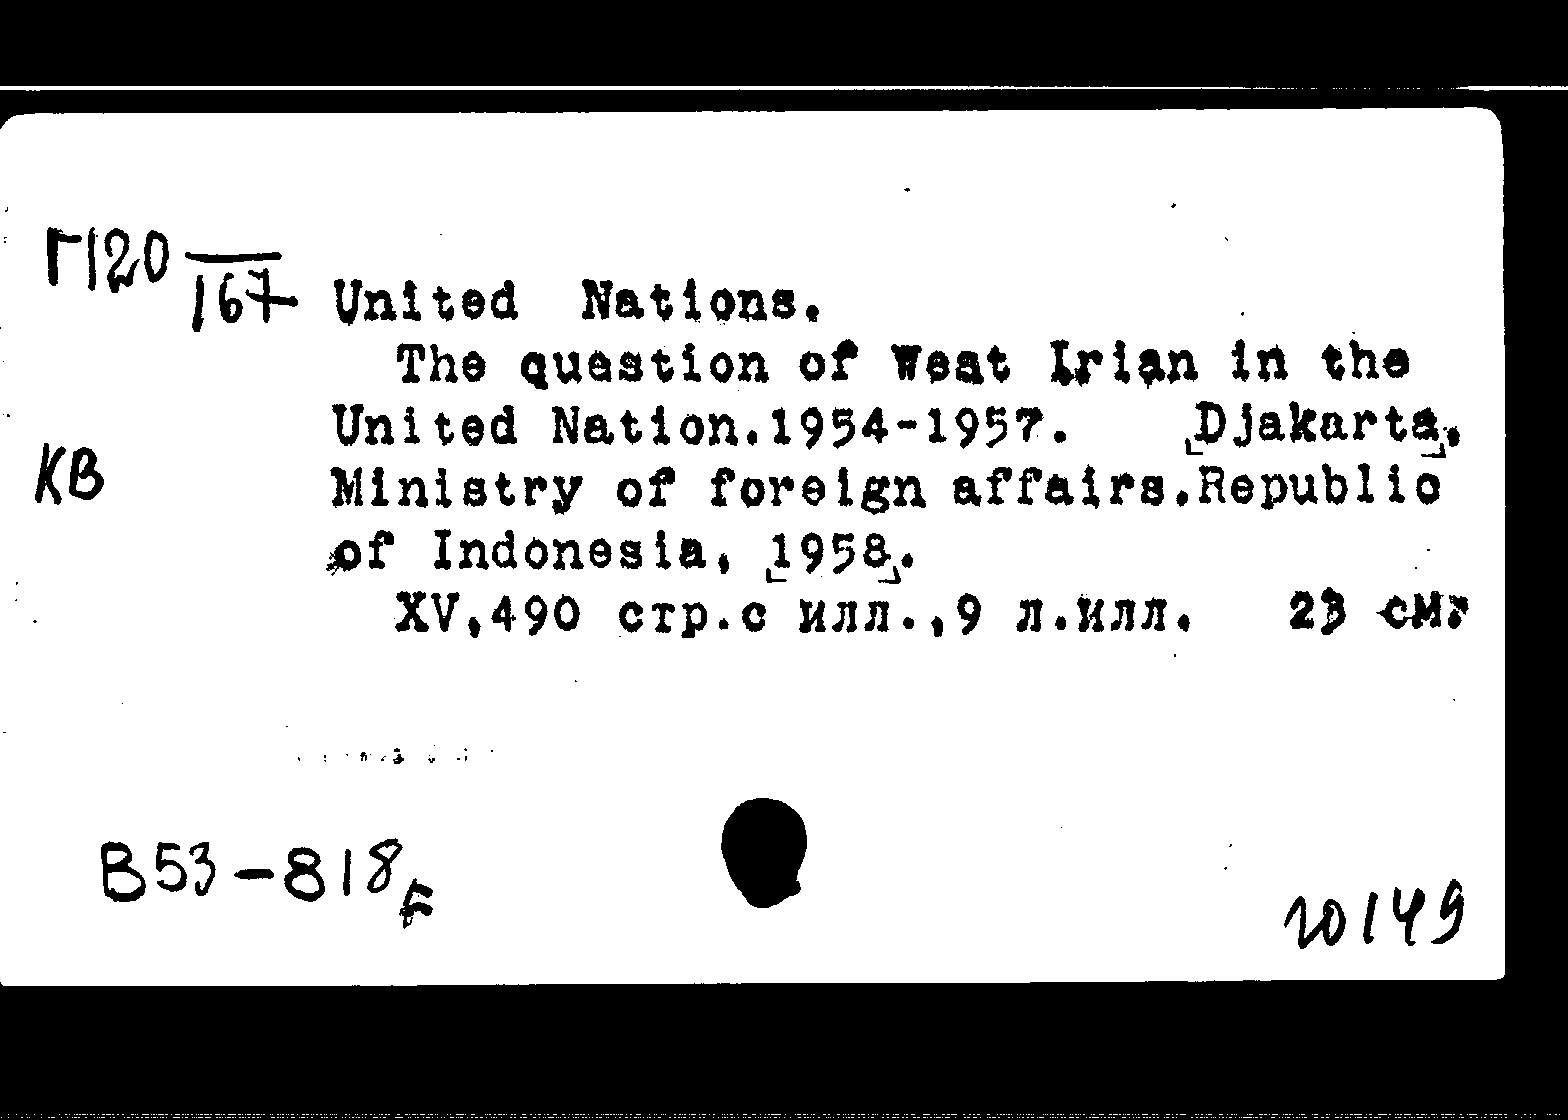 Г120
167
United Nations.
The question of West Irian in the
United Nation.1954-1957. [Djakarta],
КВ
Ministry of foreign affairs.Republic
of Indonesia, [1958].
XV,490 стр.с илл.,9 л.илл. 23 см.
B53-818
20149